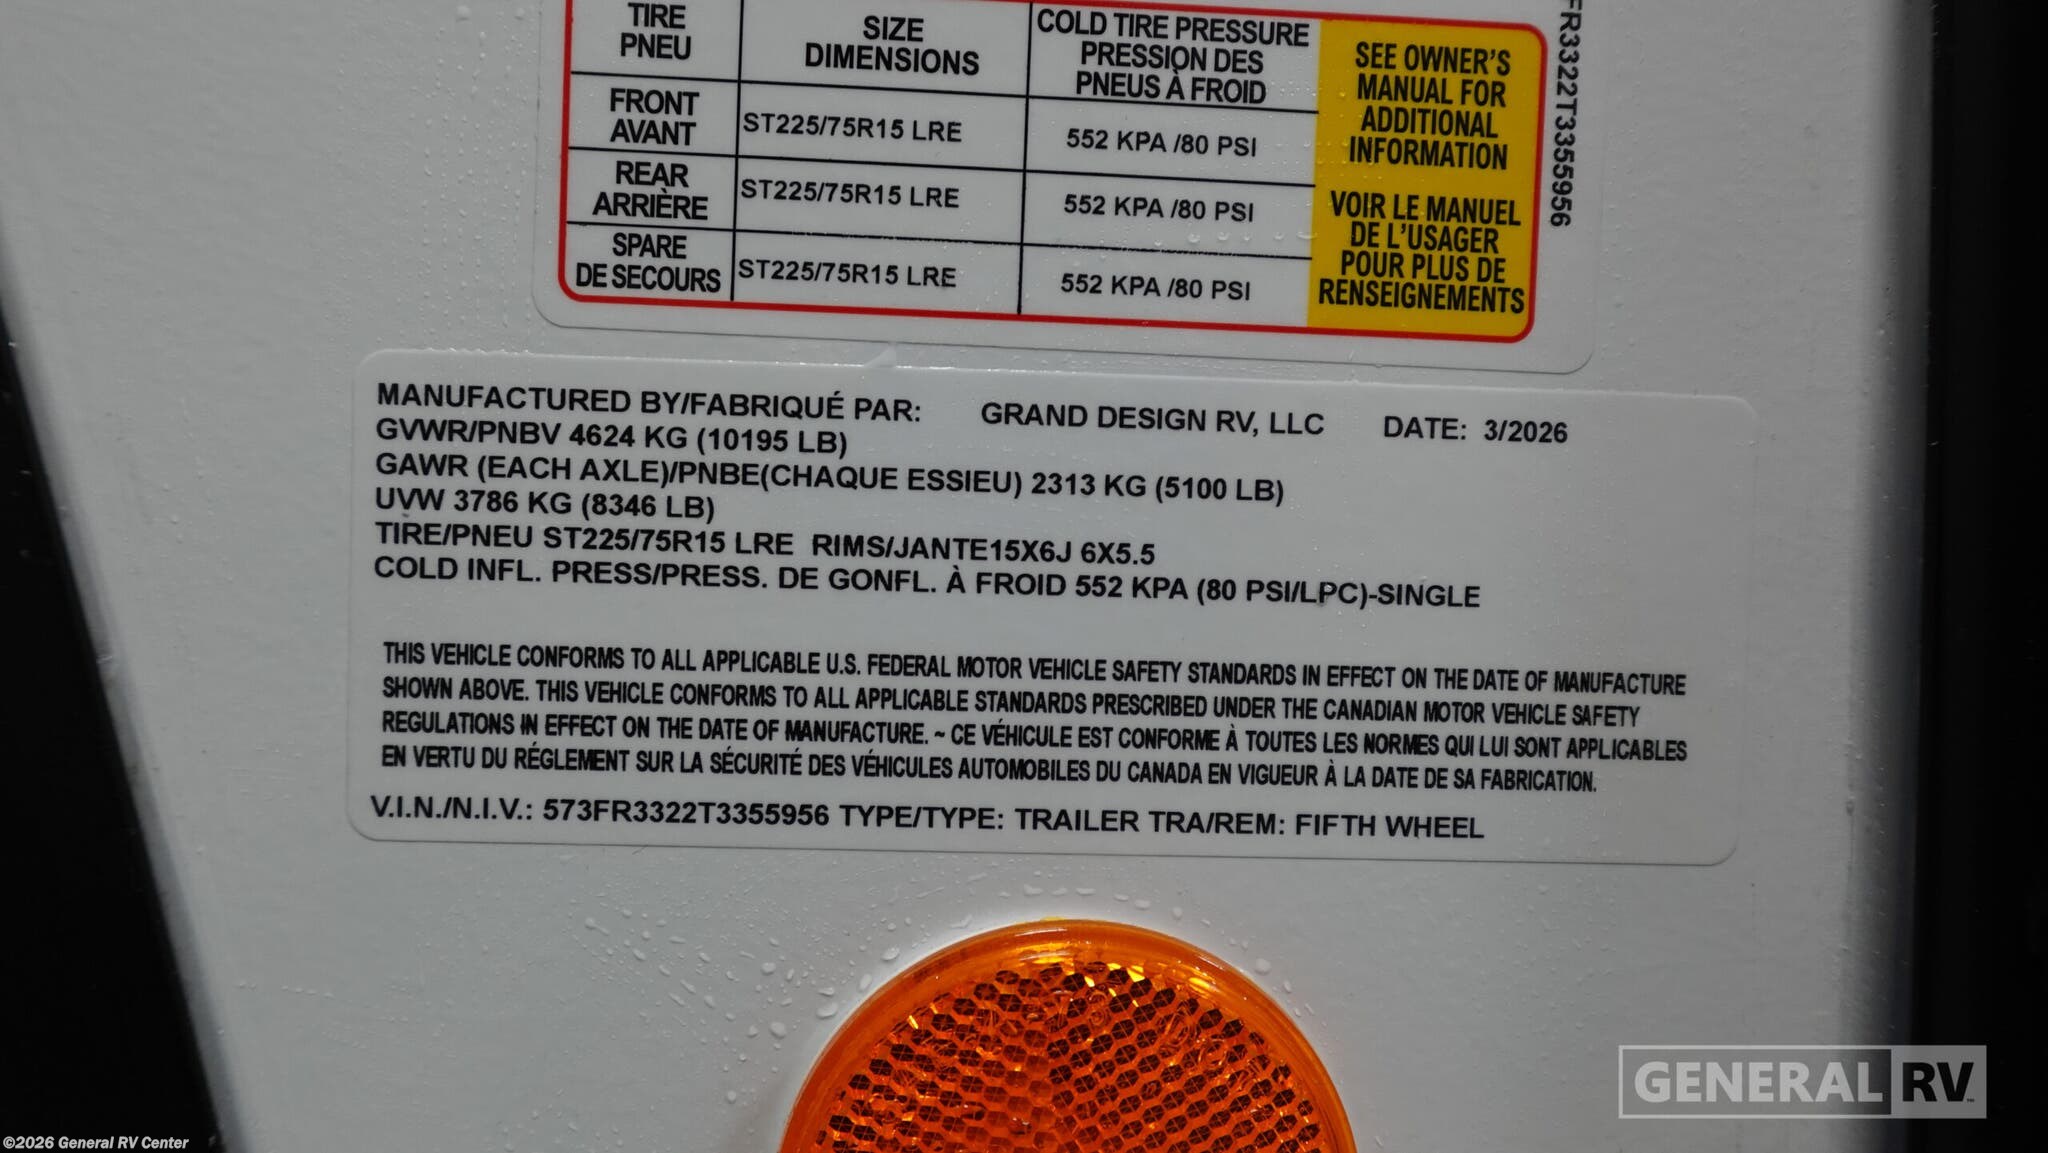 TIRE
PNEU
SIZE
DIMENSIONS
COLD TIRE PRESSURE
PRESSION DES
PNEUS À FROID
FRONT
AVANT
ST225/75R15 LRE
552 KPA /80 PSI
REAR
ARRIÈRE
ST225/75R15 LRE
552 KPA /80 PSI
SPARE
DE SECOURS
ST225/75R15 LRE
552 KPA /80 PSI
SEE OWNER'S
MANUAL FOR
ADDITIONAL
INFORMATION
VOIR LE MANUEL
DE L'USAGER
POUR PLUS DE
RENSEIGNEMENTS
FR3322T3355956
MANUFACTURED BY/FABRIQUÉ PAR: GRAND DESIGN RV, LLC DATE: 3/2026
GVWR/PNBV 4624 KG (10195 LB)
GAWR (EACH AXLE)/PNBE(CHAQUE ESSIEU) 2313 KG (5100 LB)
UVW 3786 KG (8346 LB)
TIRE/PNEU ST225/75R15 LRE RIMS/JANTE15X6J 6X5.5
COLD INFL. PRESS/PRESS. DE GONFL. À FROID 552 KPA (80 PSI/LPC)-SINGLE
THIS VEHICLE CONFORMS TO ALL APPLICABLE U.S. FEDERAL MOTOR VEHICLE SAFETY STANDARDS IN EFFECT ON THE DATE OF MANUFACTURE
SHOWN ABOVE. THIS VEHICLE CONFORMS TO ALL APPLICABLE STANDARDS PRESCRIBED UNDER THE CANADIAN MOTOR VEHICLE SAFETY
REGULATIONS IN EFFECT ON THE DATE OF MANUFACTURE. ~ CE VÉHICULE EST CONFORME À TOUTES LES NORMES QUI LUI SONT APPLICABLES
EN VERTU DU RÉGLEMENT SUR LA SÉCURITÉ DES VÉHICULES AUTOMOBILES DU CANADA EN VIGUEUR À LA DATE DE SA FABRICATION.
V.I.N./N.I.V.: 573FR3322T3355956 TYPE/TYPE: TRAILER TRA/REM: FIFTH WHEEL
GENERAL RV
©2026 General RV Center